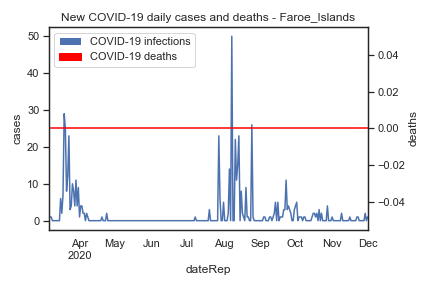 New COVID-19 daily cases and deaths - Faroe_Islands
COVID-19 infections
COVID-19 deaths
cases
50
40
30
20
10
0
0.04
0.02
0.00
−0.02
−0.04
deaths
Apr May Jun Jul Aug Sep Oct Nov Dec
2020
dateRep